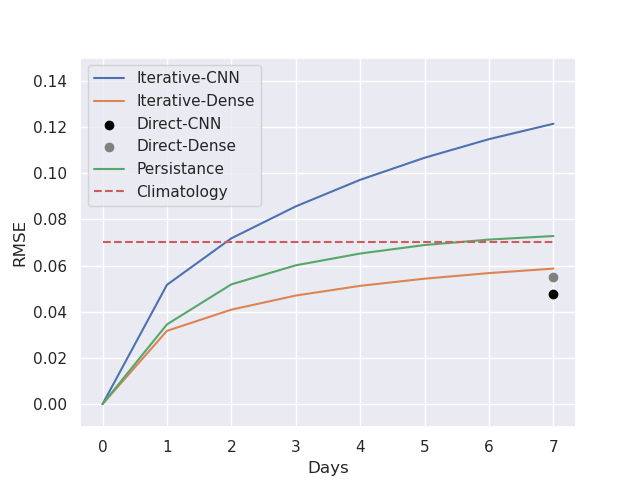 Iterative-CNN
Iterative-Dense
Direct-CNN
Direct-Dense
Persistance
Climatology
RMSE
0.14
0.12
0.10
0.08
0.06
0.04
0.02
0.00
0 1 2 3 4 5 6 7
Days